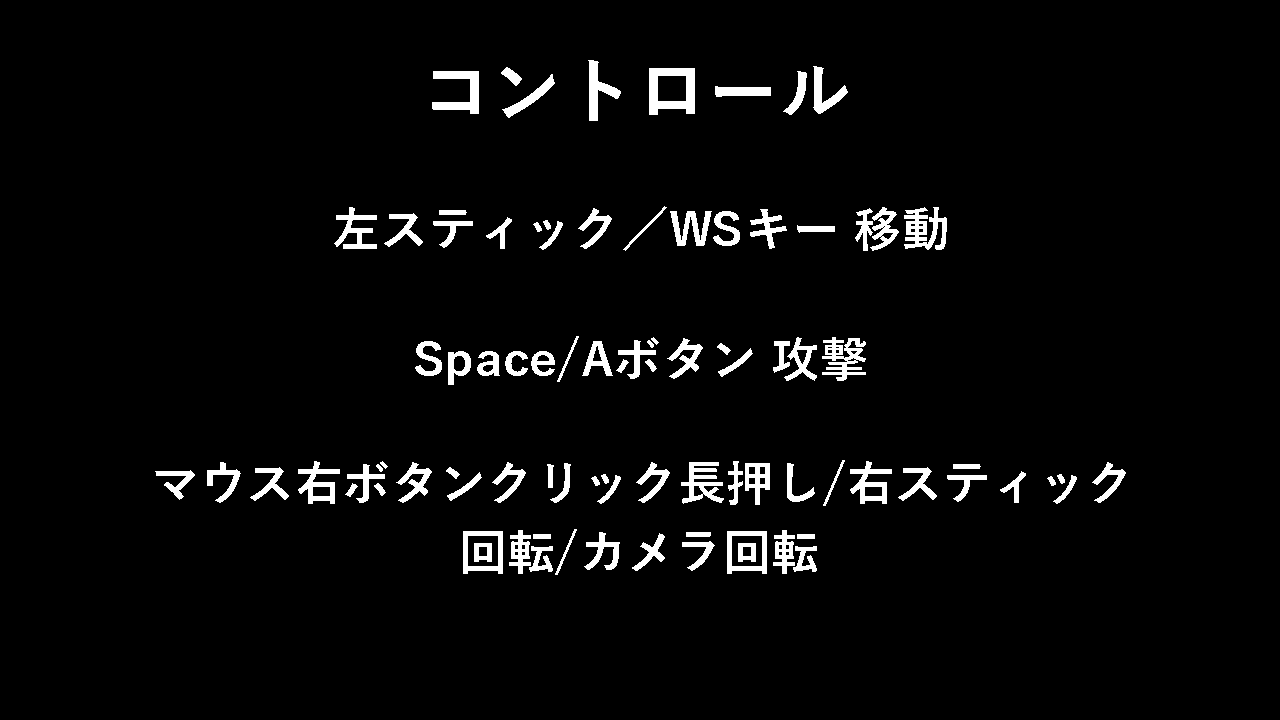 コントロール
左スティック／WSキー 移動
Space/Aボタン 攻撃
マウス右ボタンクリック長押し/右スティック
回転/カメラ回転